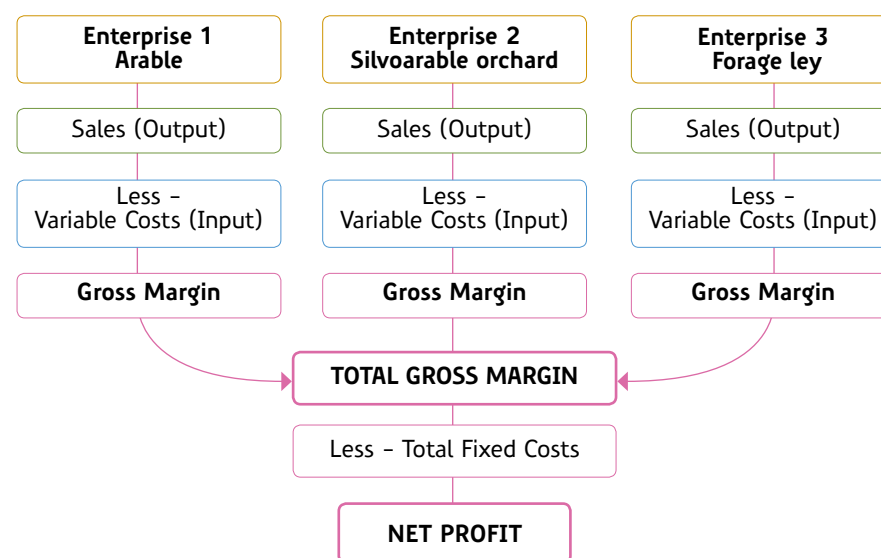 Enterprise 1
Arable
Enterprise 2
Silvoarable orchard
Enterprise 3
Forage ley
Sales (Output)
Sales (Output)
Sales (Output)
Less –
Variable Costs (Input)
Less –
Variable Costs (Input)
Less –
Variable Costs (Input)
Gross Margin
Gross Margin
Gross Margin
TOTAL GROSS MARGIN
Less – Total Fixed Costs
NET PROFIT